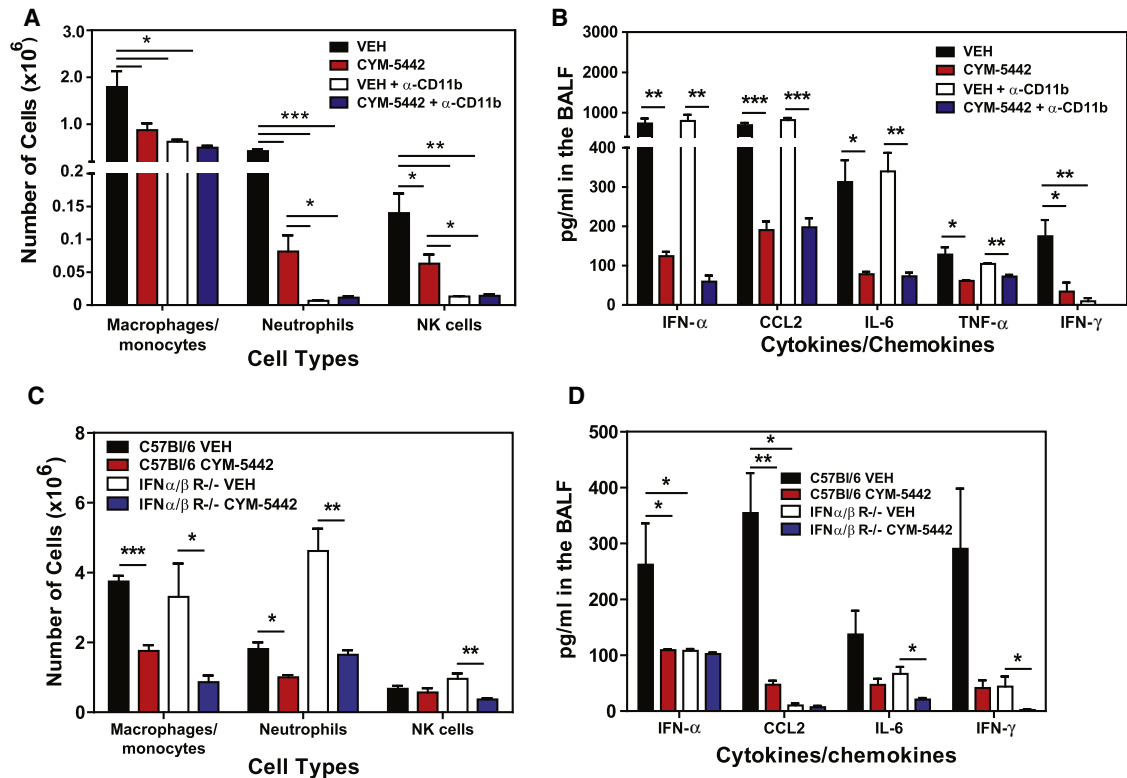 A
Number of Cells (x10⁶)
3.0
2.0
1.0
0.2
0.15
0.1
0.05
0
*
***
*
**
*
*
VEH
CYM-5442
VEH + α-CD11b
CYM-5442 + α-CD11b
Macrophages/
monocytes
Neutrophils
NK cells
Cell Types
B
pg/ml in the BALF
3000
2000
1000
400
300
200
100
0
**
**
***
***
*
**
*
**
**
*
VEH
CYM-5442
VEH + α-CD11b
CYM-5442 + α-CD11b
IFN-α
CCL2
IL-6
TNF-α
IFN-γ
Cytokines/Chemokines
C
Number of Cells (x10⁶)
8
6
4
2
0
C57Bl/6 VEH
C57Bl/6 CYM-5442
IFNα/β R-/- VEH
IFNα/β R-/- CYM-5442
***
*
*
**
**
Macrophages/
monocytes
Neutrophils
NK cells
Cell Types
D
pg/ml in the BALF
500
400
300
200
100
0
*
*
*
**
*
*
C57Bl/6 VEH
C57Bl/6 CYM-5442
IFNα/β R-/- VEH
IFNα/β R-/- CYM-5442
IFN-α
CCL2
IL-6
IFN-γ
Cytokines/chemokines